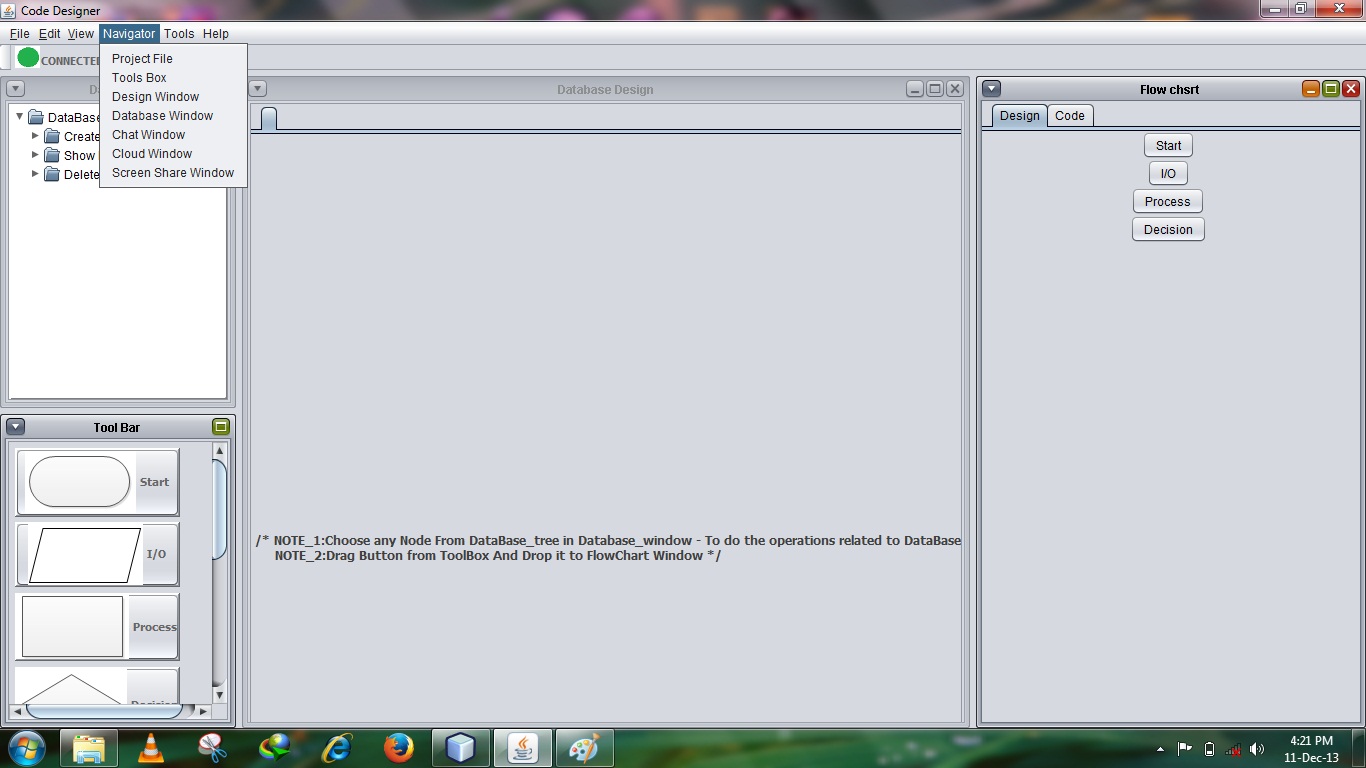 Code Designer
File Edit View Navigator Tools Help
CONNECTED
Project File
Tools Box
Design Window
Database Window
Chat Window
Cloud Window
Screen Share Window
DataBase
Create
Show
Delete
Tool Bar
Start
I/O
Process
Decision
Database Design
/* NOTE_1:Choose any Node From DataBase_tree in Database_window - To do the operations related to DataBase
NOTE_2:Drag Button from ToolBox And Drop it to FlowChart Window */
Flow chsrt
Design Code
Start
I/O
Process
Decision
4:21 PM
11-Dec-13